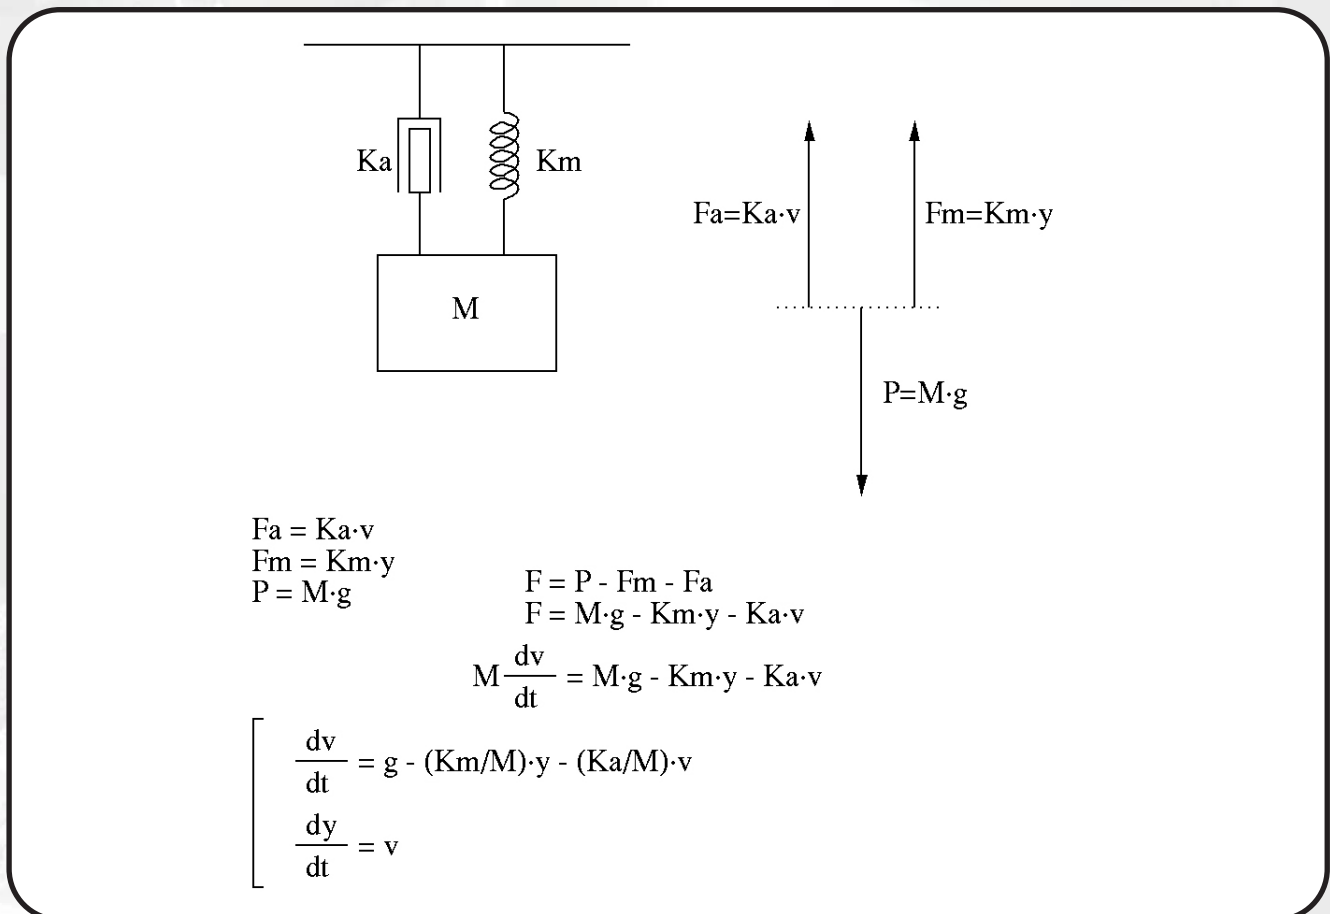 Ka
Km
M
Fa=Ka·v
Fm=Km·y
P=M·g
Fa = Ka·v
Fm = Km·y
P = M·g
F = P - Fm - Fa
F = M·g - Km·y - Ka·v
M dv/dt = M·g - Km·y - Ka·v
dv/dt = g - (Km/M)·y - (Ka/M)·v
dy/dt = v